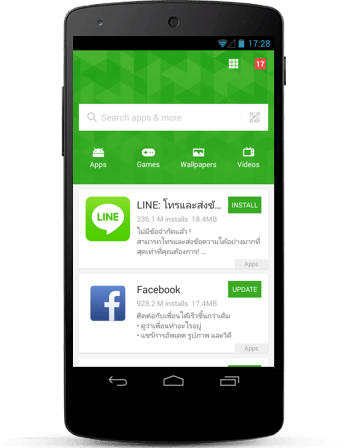 17:28
17
Search apps & more
Apps Games Wallpapers Videos
LINE: โทรและส่งข้...
INSTALL
336.1 M installs 18.4MB
LINE
ไม่มีข้อจำกัดแล้ว !
สามารถโทรและส่งข้อความได้อย่างมากที่
สุดเท่าที่คุณต้องการ! ...
Apps
Facebook
UPDATE
928.2 M installs 17.4MB
ติดต่อกับเพื่อนได้เร็วขึ้นกว่าเดิม
• ดูว่าเพื่อนทำอะไรอยู่
• แชร์การอัพเดต รูปภาพ และวิดี
Apps